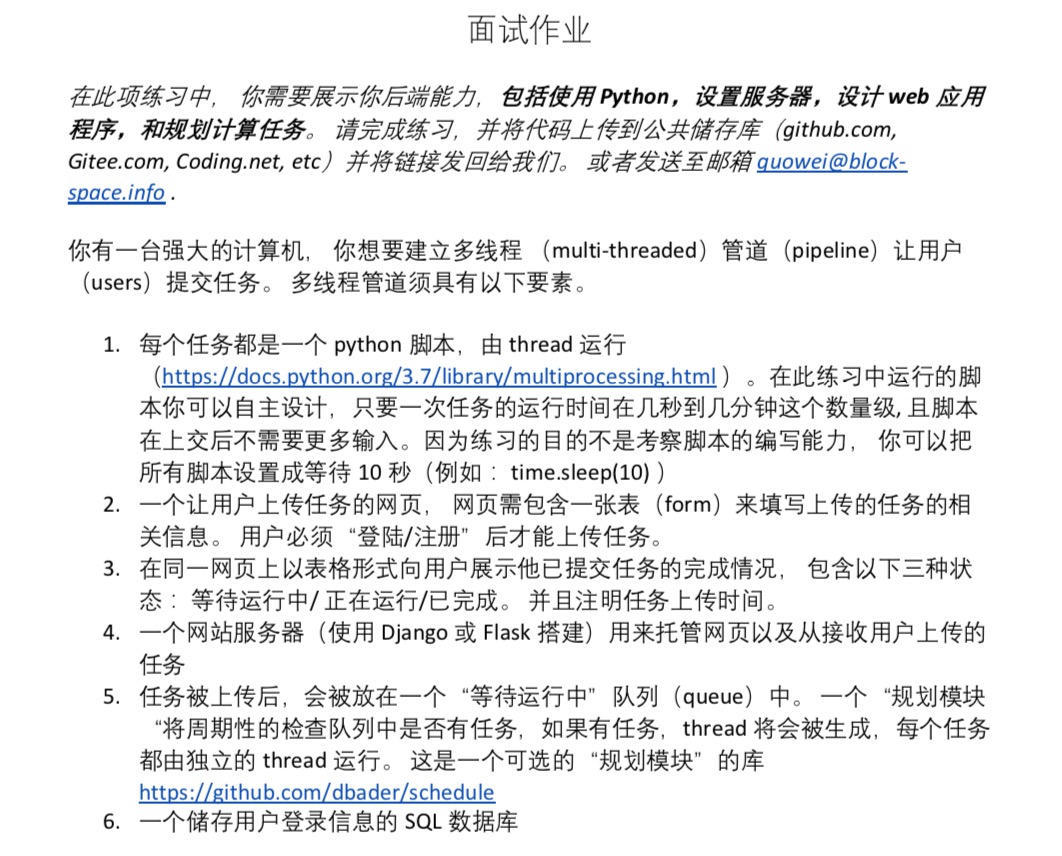 面试作业
在此项练习中， 你需要展示你后端能力，包括使用 Python，设置服务器，设计 web 应用
程序，和规划计算任务。 请完成练习，并将代码上传到公共储存库（github.com,
Gitee.com, Coding.net, etc）并将链接发回给我们。 或者发送至邮箱 guowei@block-
space.info .
你有一台强大的计算机， 你想要建立多线程 （multi-threaded）管道（pipeline）让用户
（users）提交任务。 多线程管道须具有以下要素。
1. 每个任务都是一个 python 脚本，由 thread 运行
（https://docs.python.org/3.7/library/multiprocessing.html ） 。在此练习中运行的脚
本你可以自主设计，只要一次任务的运行时间在几秒到几分钟这个数量级, 且脚本
在上交后不需要更多输入。因为练习的目的不是考察脚本的编写能力， 你可以把
所有脚本设置成等待 10 秒（例如：time.sleep(10) ）
2. 一个让用户上传任务的网页， 网页需包含一张表（form）来填写上传的任务的相
关信息。 用户必须“登陆/注册”后才能上传任务。
3. 在同一网页上以表格形式向用户展示他已提交任务的完成情况， 包含以下三种状
态：等待运行中/ 正在运行/已完成。 并且注明任务上传时间。
4. 一个网站服务器（使用 Django 或 Flask 搭建）用来托管网页以及从接收用户上传的
任务
5. 任务被上传后，会被放在一个“等待运行中”队列（queue）中。 一个“规划模块
“将周期性的检查队列中是否有任务，如果有任务，thread 将会被生成，每个任务
都由独立的 thread 运行。 这是一个可选的“规划模块”的库
https://github.com/dbader/schedule
6. 一个储存用户登录信息的 SQL 数据库